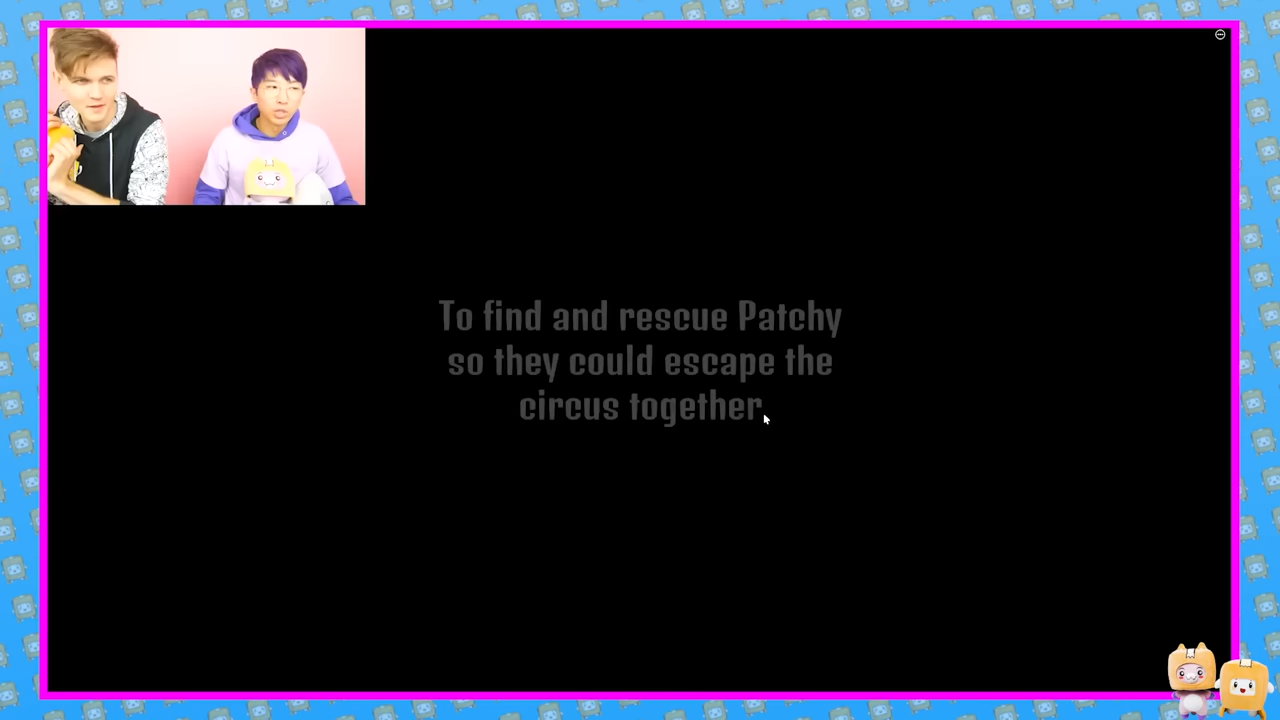 To find and rescue Patchy
so they could escape the
circus together